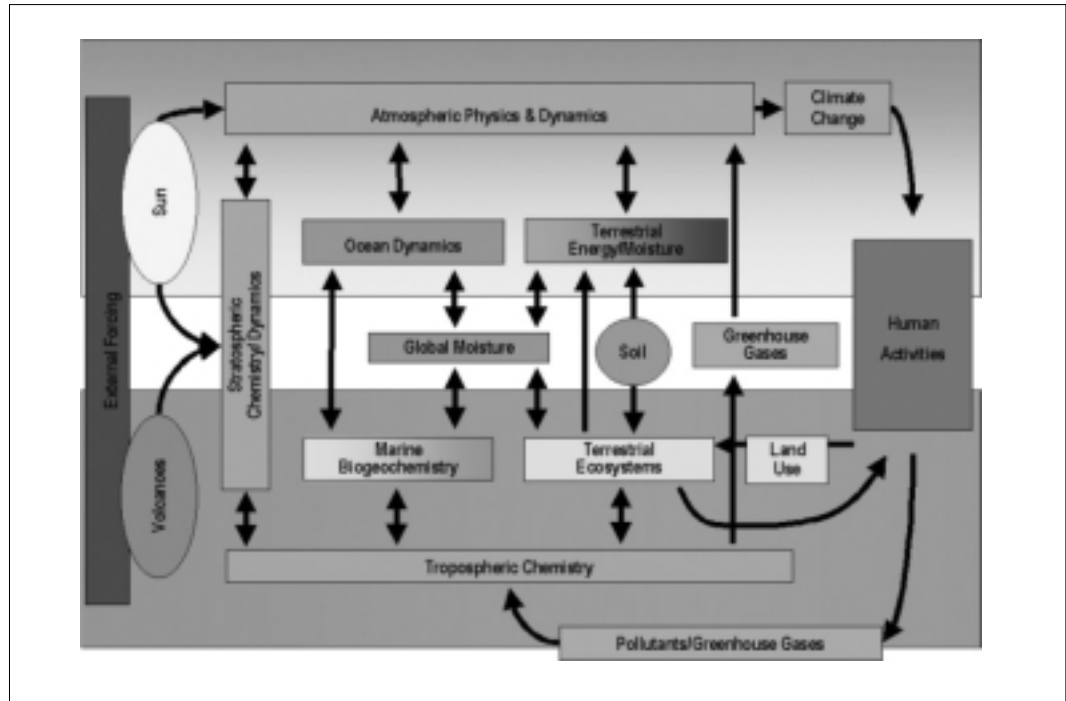 Atmospheric Physics & Dynamics
Climate
Change
Sun
External Forcing
Volcanoes
Stratospheric
Chemistry/ Dynamics
Ocean Dynamics
Terrestrial
Energy/Moisture
Global Moisture
Soil
Greenhouse
Gases
Human
Activities
Marine
Biogeochemistry
Terrestrial
Ecosystems
Land
Use
Tropospheric Chemistry
Pollutants/Greenhouse Gases